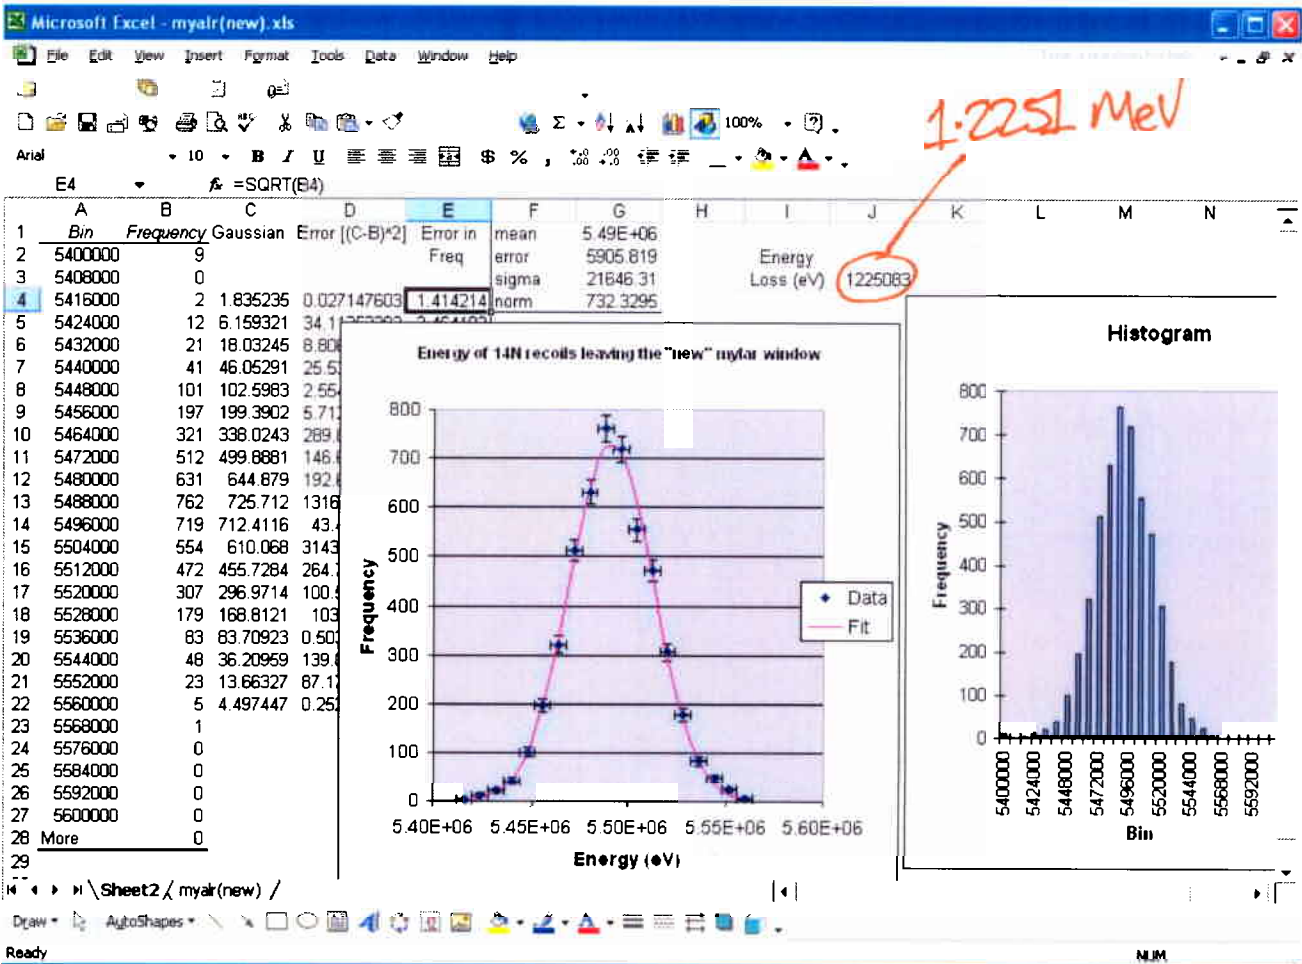 Microsoft Excel - myalr(new).xls
File Edit View Insert Format Tools Data Window Help
100%
1.2251 MeV
Arial 10 B I U $ % ,
E4 fx =SQRT(B4)
A B C D E F G H I J K L M N
1 Bin Frequency Gaussian Error [(C-B)^2] Error in mean 5.49E+06
2 5400000 9 Freq error 5905.819 Energy
3 5408000 0 sigma 21646.31 Loss (eV) 1225083
4 5416000 2 1.835235 0.027147603 1.414214 norm 732.3295
5 5424000 12 6.159321
6 5432000 21 18.03245
7 5440000 41 46.05291
8 5448000 101 102.5983
9 5456000 197 199.3902
10 5464000 321 338.0243
11 5472000 512 499.8881
12 5480000 631 644.879
13 5488000 762 725.712 1316
14 5496000 719 712.4116
15 5504000 554 610.068 3143
16 5512000 472 455.7284
17 5520000 307 296.9714
18 5528000 179 168.8121 103
19 5536000 83 83.70923
20 5544000 48 36.20959
21 5552000 23 13.66327
22 5560000 5 4.497447
23 5568000 1
24 5576000 0
25 5584000 0
26 5592000 0
27 5600000 0
28 More 0
29
Energy of 14N recoils leaving the "new" mylar window
800
700
600
500
400
300
200
100
0
Frequency
5.40E+06 5.45E+06 5.50E+06 5.55E+06 5.60E+06
Energy (eV)
Data
Fit
Histogram
800
700
600
500
400
300
200
100
0
Frequency
5400000 5424000 5448000 5472000 5496000 5520000 5544000 5568000 5592000
Bin
Sheet2 myalr(new)
Draw AutoShapes
Ready NUM